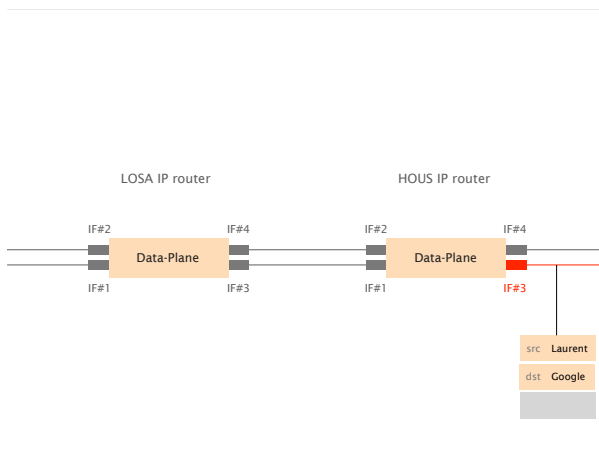 LOSA IP router
HOUS IP router
IF#2
IF#4
IF#2
IF#4
Data-Plane
Data-Plane
IF#1
IF#3
IF#1
IF#3
src Laurent
dst Google